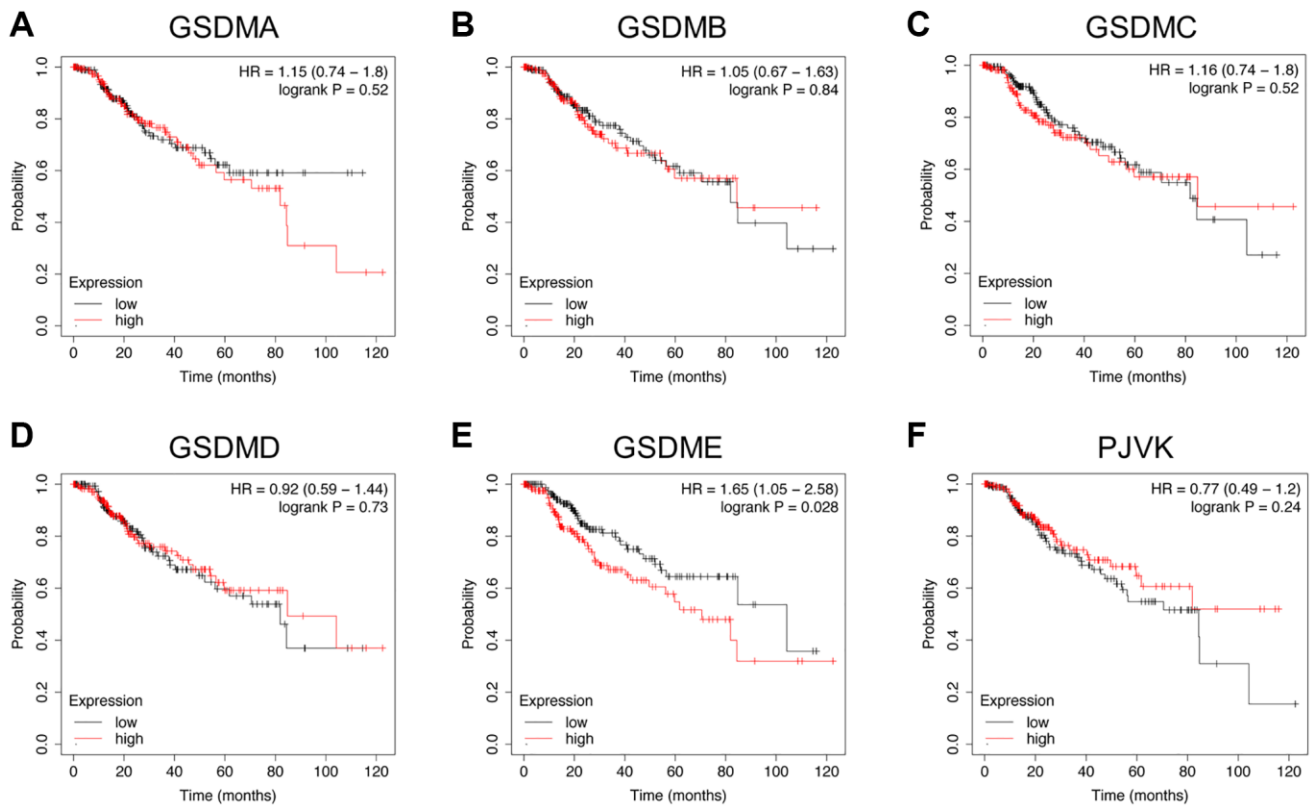 A
GSDMA
HR = 1.15 (0.74 – 1.8)
logrank P = 0.52
Probability
1.0
0.8
0.6
0.4
0.2
0.0
Expression
low
high
0 20 40 60 80 100 120
Time (months)
B
GSDMB
HR = 1.05 (0.67 – 1.63)
logrank P = 0.84
Probability
1.0
0.8
0.6
0.4
0.2
0.0
Expression
low
high
0 20 40 60 80 100 120
Time (months)
C
GSDMC
HR = 1.16 (0.74 – 1.8)
logrank P = 0.52
Probability
1.0
0.8
0.6
0.4
0.2
0.0
Expression
low
high
0 20 40 60 80 100 120
Time (months)
D
GSDMD
HR = 0.92 (0.59 – 1.44)
logrank P = 0.73
Probability
1.0
0.8
0.6
0.4
0.2
0.0
Expression
low
high
0 20 40 60 80 100 120
Time (months)
E
GSDME
HR = 1.65 (1.05 – 2.58)
logrank P = 0.028
Probability
1.0
0.8
0.6
0.4
0.2
0.0
Expression
low
high
0 20 40 60 80 100 120
Time (months)
F
PJVK
HR = 0.77 (0.49 – 1.2)
logrank P = 0.24
Probability
1.0
0.8
0.6
0.4
0.2
0.0
Expression
low
high
0 20 40 60 80 100 120
Time (months)